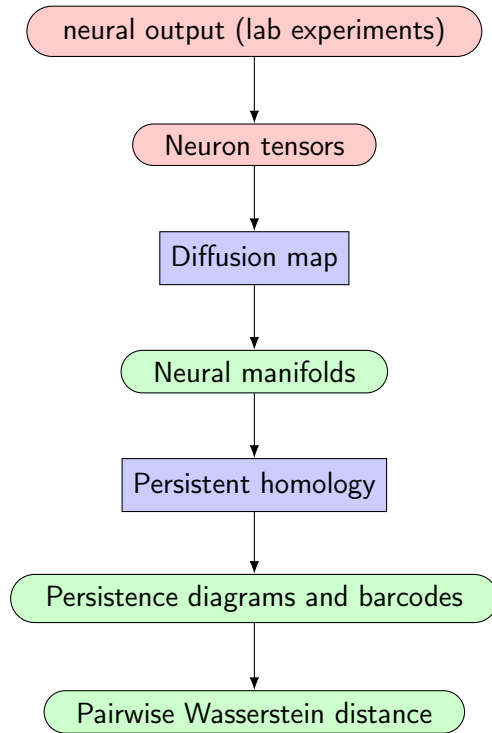 neural output (lab experiments)
Neuron tensors
Diffusion map
Neural manifolds
Persistent homology
Persistence diagrams and barcodes
Pairwise Wasserstein distance